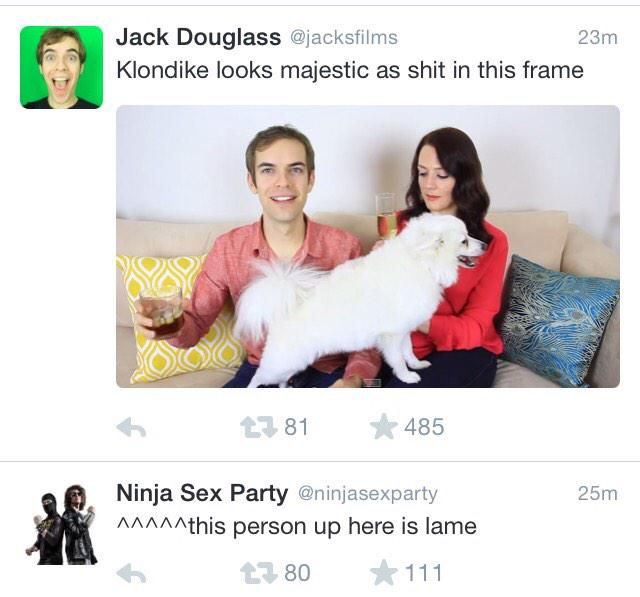 Jack Douglass @jacksfilms 23m
Klondike looks majestic as shit in this frame
81 485
Ninja Sex Party @ninjasexparty 25m
^^^^^this person up here is lame
80 111